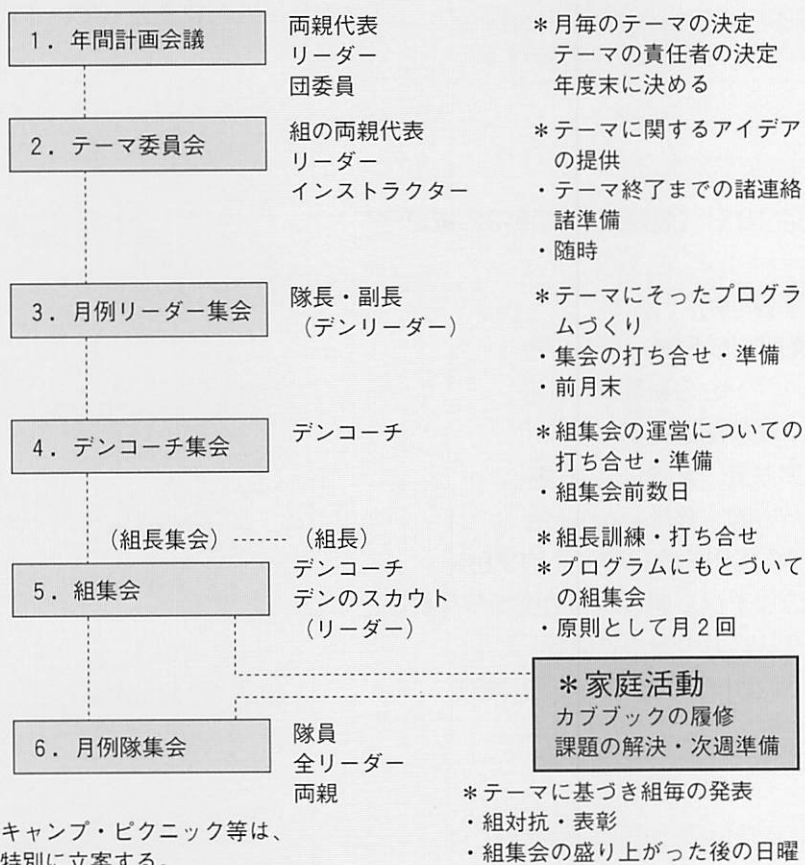 1．年間計画会議
両親代表
リーダー
団委員
＊月毎のテーマの決定
テーマの責任者の決定
年度末に決める
2．テーマ委員会
組の両親代表
リーダー
インストラクター
＊テーマに関するアイデア
の提供
・テーマ終了までの諸連絡
諸準備
・随時
3．月例リーダー集会
隊長・副長
（デンリーダー）
＊テーマにそったプログラ
ムづくり
・集会の打ち合せ・準備
・前月末
4．デンコーチ集会
デンコーチ
＊組集会の運営についての
打ち合せ・準備
・組集会前数日
（組長集会）------（組長）
＊組長訓練・打ち合せ
5．組集会
デンコーチ
デンのスカウト
（リーダー）
＊プログラムにもとづいて
の組集会
・原則として月2回
＊家庭活動
カブブックの履修
課題の解決・次週準備
6．月例隊集会
隊員
全リーダー
両親
＊テーマに基づき組毎の発表
・組対抗・表彰
・組集会の盛り上がった後の日曜
キャンプ・ピクニック等は、
特別に立案する。